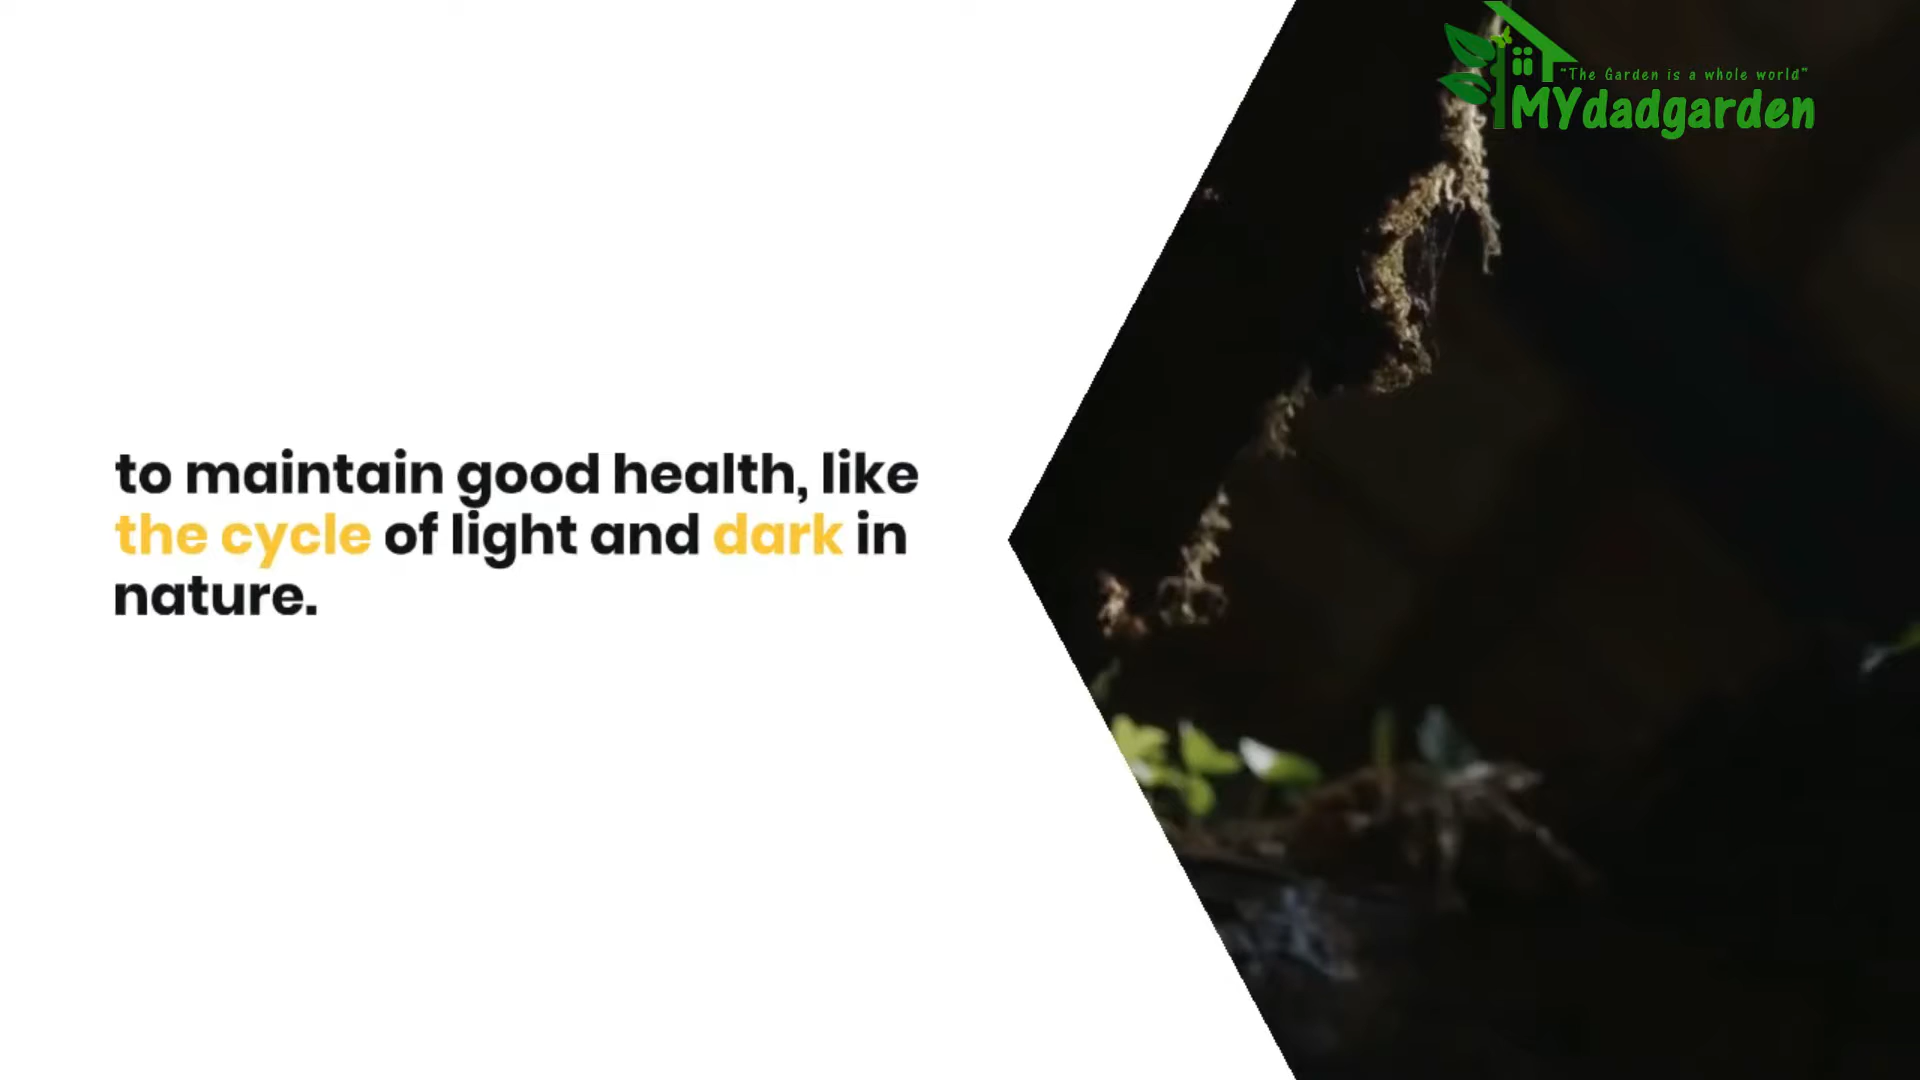 "The Garden is a whole world"
MYdadgarden
to maintain good health, like
the cycle of light and dark in
nature.